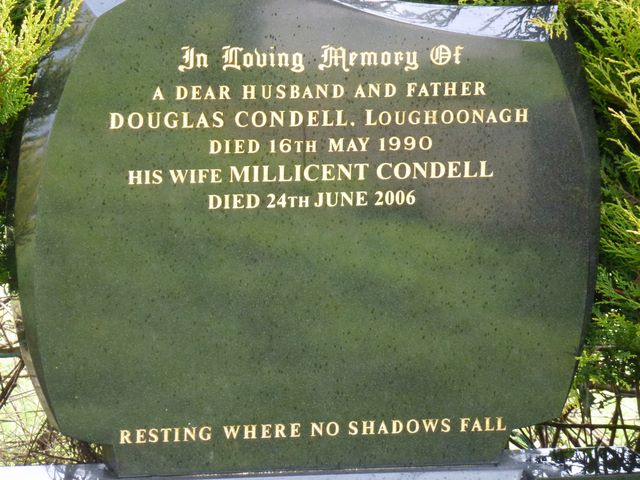 In Loving Memory Of
A DEAR HUSBAND AND FATHER
DOUGLAS CONDELL. LOUGHOONAGH
DIED 16TH MAY 1990
HIS WIFE MILLICENT CONDELL
DIED 24TH JUNE 2006
RESTING WHERE NO SHADOWS FALL